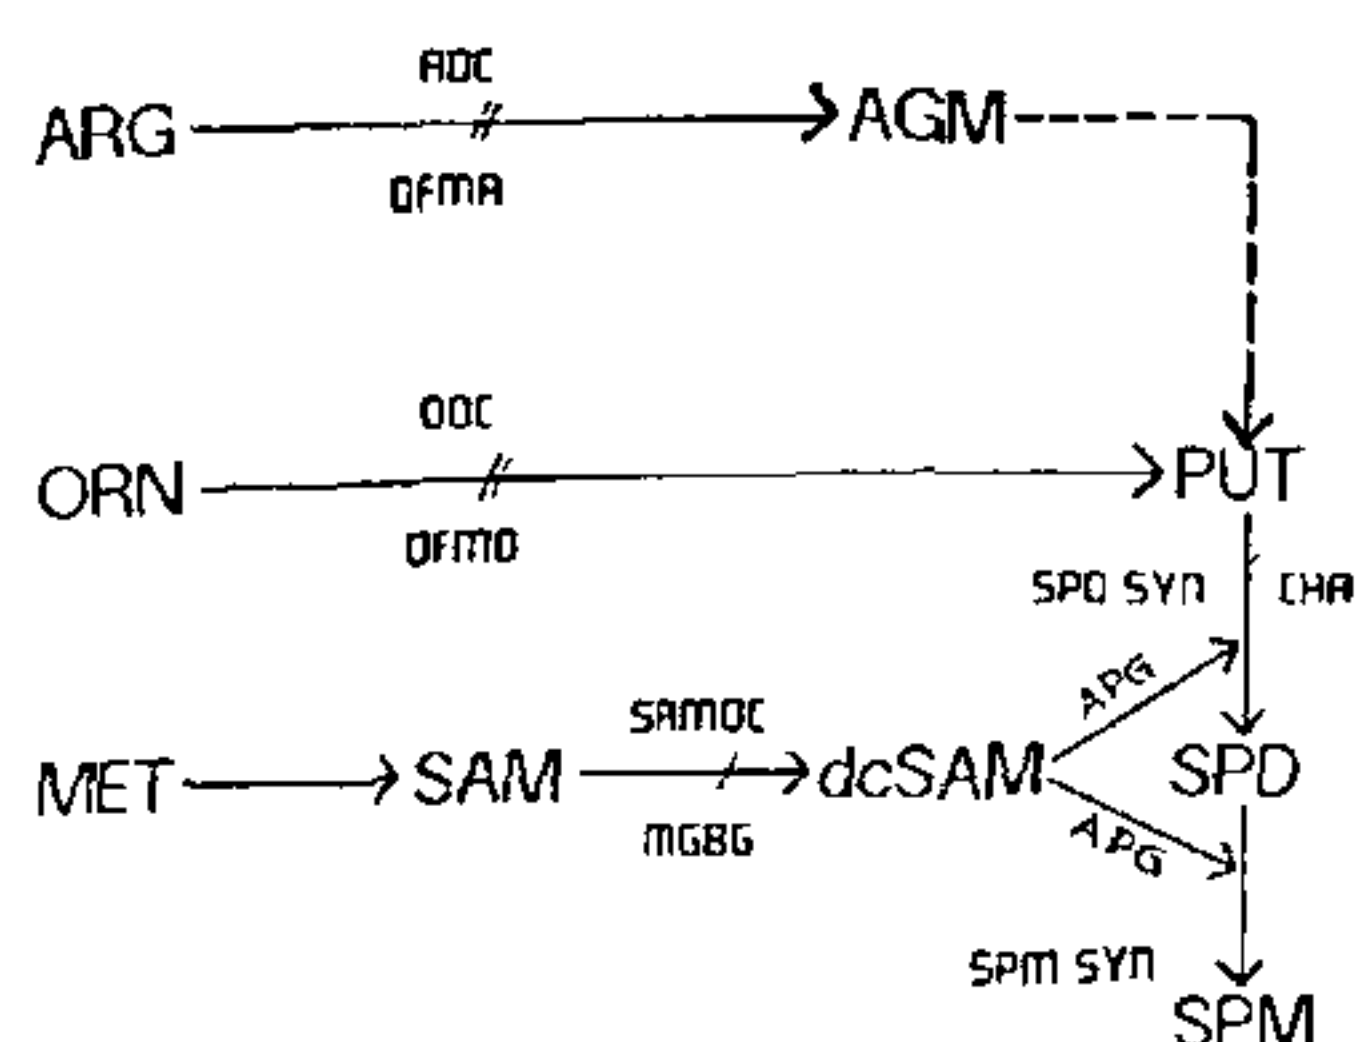 ADC
ARG AGM
DFMA
ODC
ORN PUT
DFMO
SPD SYN CHA
APG
SAMDC
MET SAM dcSAM SPD
MGBG APG
SPM SYN
SPM